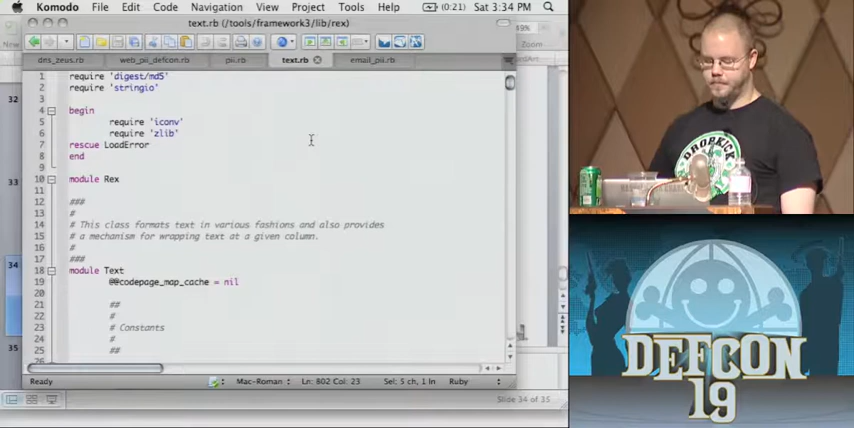 Komodo File Edit Code Navigation View Project Tools Help (0:21) Sat 3:34 PM
text.rb (/tools/framework3/lib/rex)
New
49%
Zoom
dns_zeus.rb web_pii_defcon.rb pii.rb text.rb email_pii.rb
1 require 'digest/md5'
2 require 'stringio'
3
4 begin
5 require 'iconv'
6 require 'zlib'
7 rescue LoadError
8 end
9
10 module Rex
11
12 ###
13 #
14 # This class formats text in various fashions and also provides
15 # a mechanism for wrapping text at a given column.
16 #
17 ###
18 module Text
19 @@codepage_map_cache = nil
20
21 ##
22 #
23 # Constants
24 #
25 ##
32
33
34
35
Ready Mac-Roman Ln: 802 Col: 23 Sel: 5 ch, 1 ln Ruby
Slide 34 of 35
DROPKICK
DEFCON
19